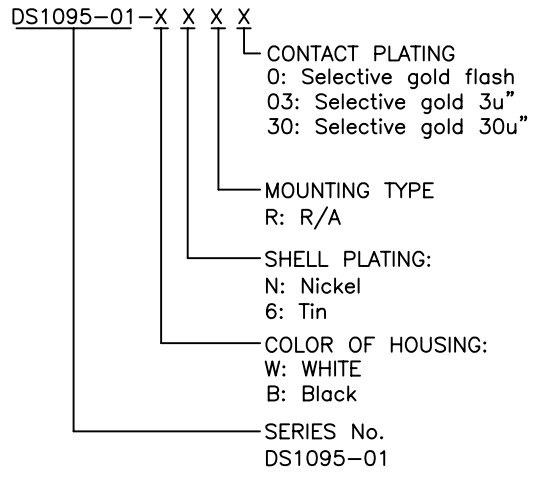 DS1095-01-X X X X
CONTACT PLATING
0: Selective gold flash
03: Selective gold 3u"
30: Selective gold 30u"
MOUNTING TYPE
R: R/A
SHELL PLATING:
N: Nickel
6: Tin
COLOR OF HOUSING:
W: WHITE
B: Black
SERIES No.
DS1095-01